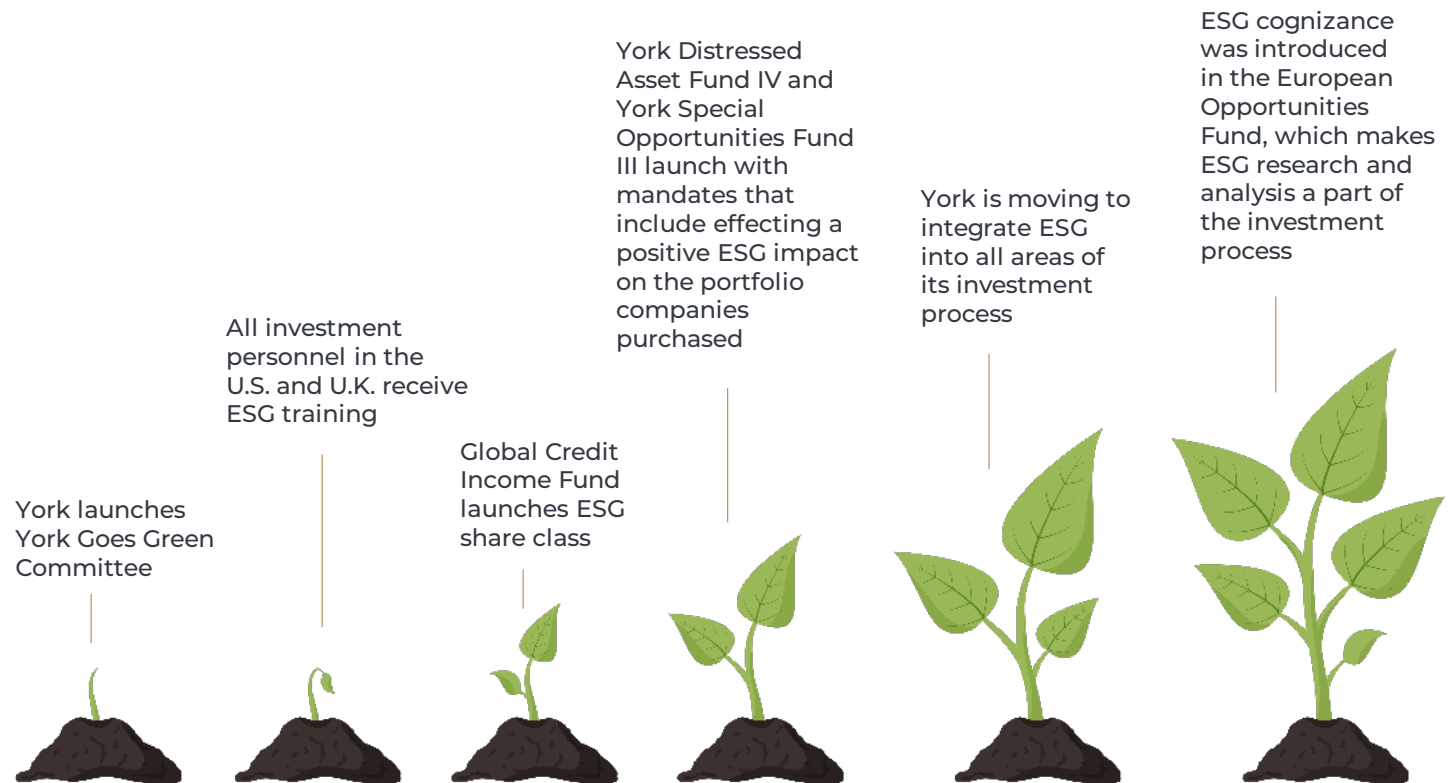 York launches
York Goes Green
Committee
All investment
personnel in the
U.S. and U.K. receive
ESG training
Global Credit
Income Fund
launches ESG
share class
York Distressed
Asset Fund IV and
York Special
Opportunities Fund
III launch with
mandates that
include effecting a
positive ESG impact
on the portfolio
companies
purchased
York is moving to
integrate ESG
into all areas of
its investment
process
ESG cognizance
was introduced
in the European
Opportunities
Fund, which makes
ESG research and
analysis a part of
the investment
process